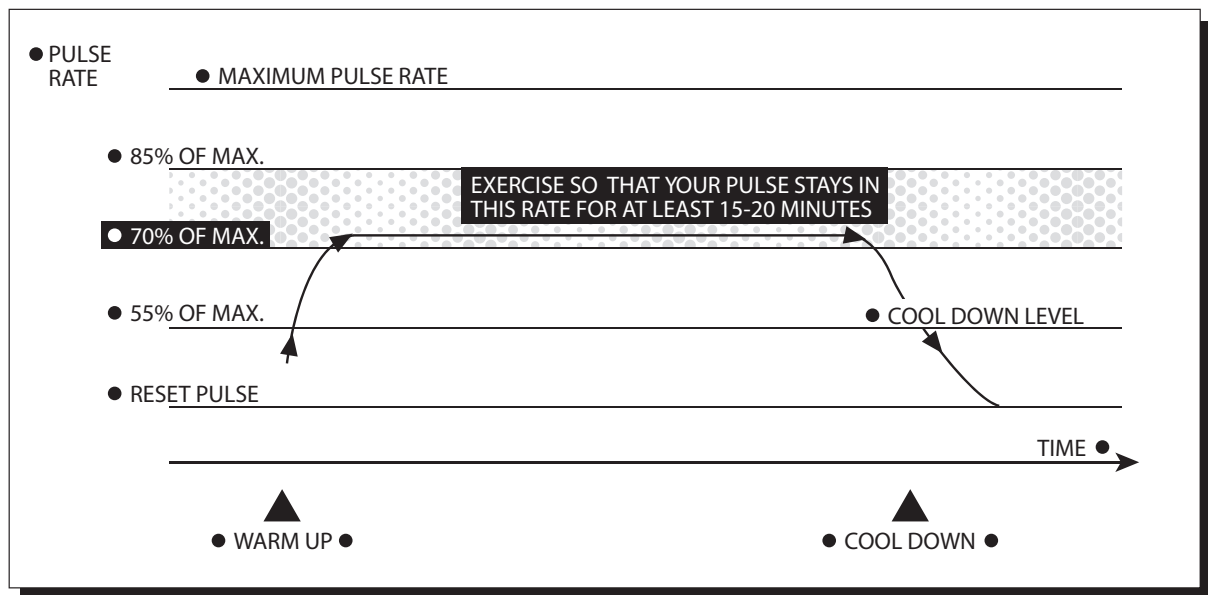 ● PULSE
RATE
● MAXIMUM PULSE RATE
● 85% OF MAX.
EXERCISE SO THAT YOUR PULSE STAYS IN
THIS RATE FOR AT LEAST 15-20 MINUTES
● 70% OF MAX.
● 55% OF MAX.
● COOL DOWN LEVEL
● RESET PULSE
TIME ●
● WARM UP ●
● COOL DOWN ●